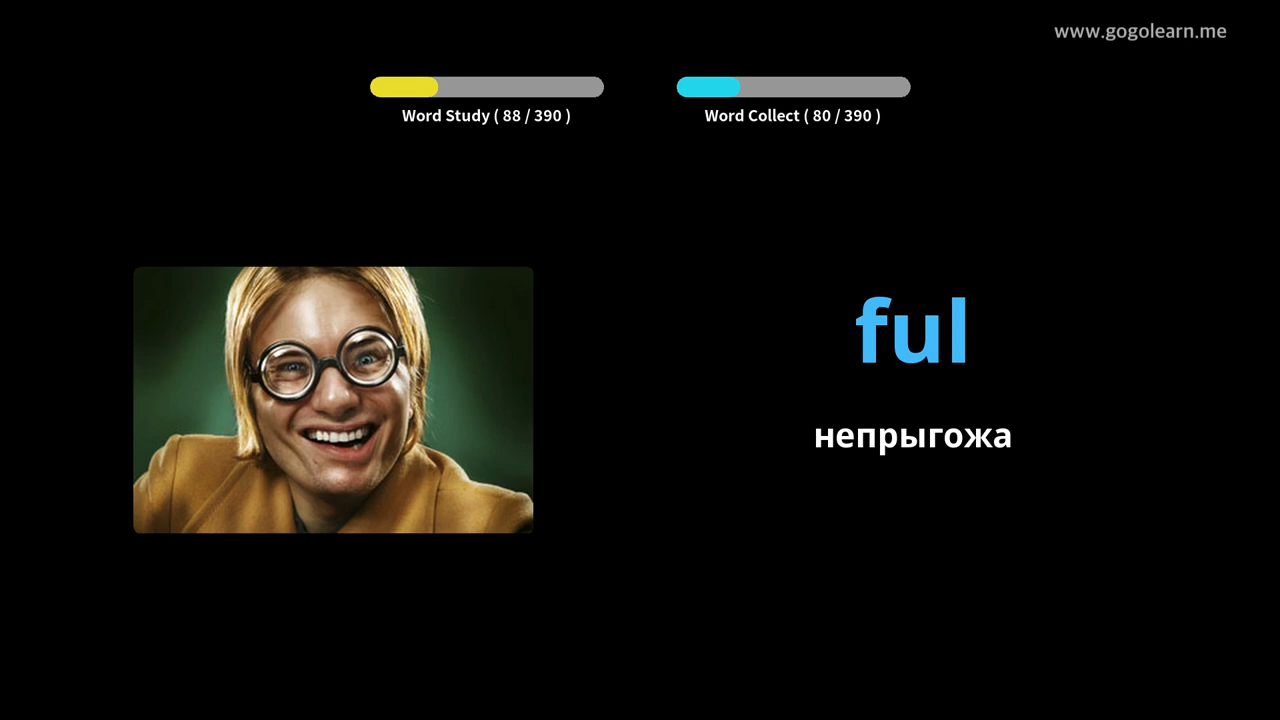 www.gogolearn.me
Word Study ( 88 / 390 )
Word Collect ( 80 / 390 )
ful
непрыгожа